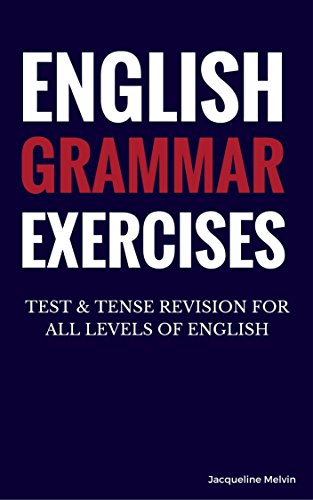 ENGLISH
GRAMMAR
EXERCISES
TEST & TENSE REVISION FOR
ALL LEVELS OF ENGLISH
Jacqueline Melvin